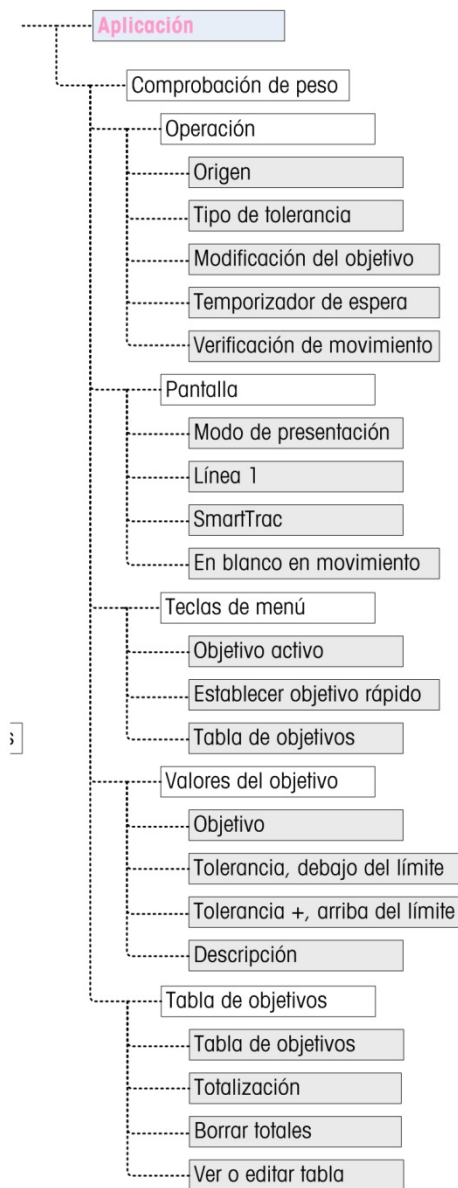 Aplicación
Comprobación de peso
Operación
Origen
Tipo de tolerancia
Modificación del objetivo
Temporizador de espera
Verificación de movimiento
Pantalla
Modo de presentación
Línea 1
SmartTrac
En blanco en movimiento
Teclas de menú
Objetivo activo
Establecer objetivo rápido
Tabla de objetivos
Valores del objetivo
Objetivo
Tolerancia, debajo del límite
Tolerancia +, arriba del límite
Descripción
Tabla de objetivos
Tabla de objetivos
Totalización
Borrar totales
Ver o editar tabla